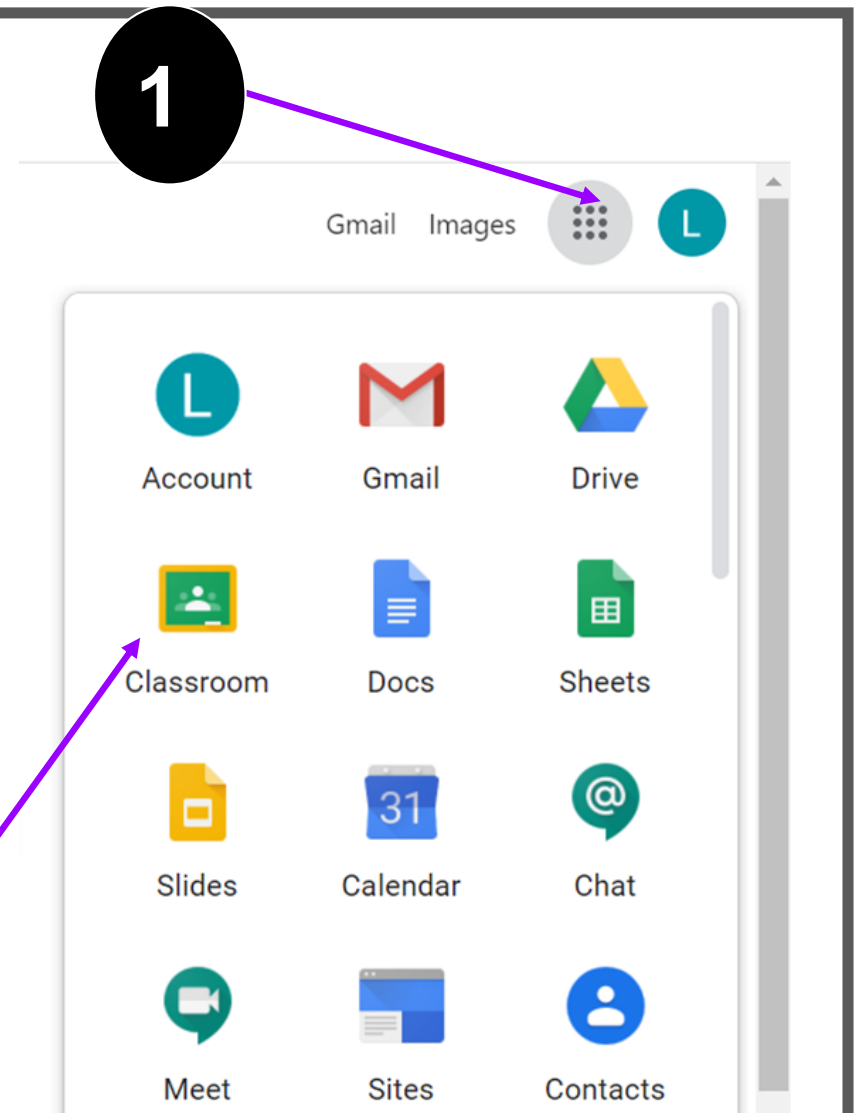 1
Gmail Images L
L
Account Gmail Drive
Classroom Docs Sheets
31 @
Slides Calendar Chat
Meet Sites Contacts